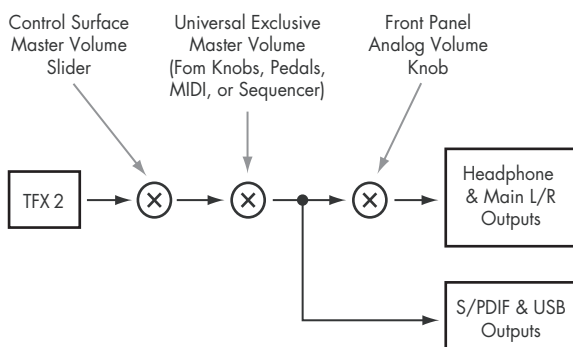 Control Surface
Master Volume
Slider
Universal Exclusive
Master Volume
(Fom Knobs, Pedals,
MIDI, or Sequencer)
Front Panel
Analog Volume
Knob
TFX 2
Headphone
& Main L/R
Outputs
S/PDIF & USB
Outputs